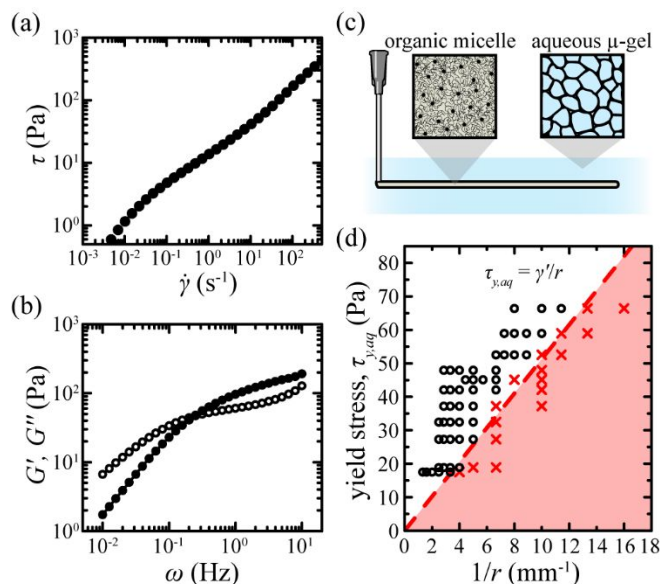 (a)
10³
10²
10¹
10⁰
τ (Pa)
10⁻³ 10⁻² 10⁻¹ 10⁰ 10¹ 10²
γ̇ (s⁻¹)
(b)
10³
10²
10¹
10⁰
G', G" (Pa)
10⁻² 10⁻¹ 10⁰ 10¹
ω (Hz)
(c)
organic micelle aqueous μ-gel
(d)
τy,aq = γ'/r
80
70
60
50
40
30
20
10
0
yield stress, τy,aq (Pa)
0 2 4 6 8 10 12 14 16 18
1/r (mm⁻¹)